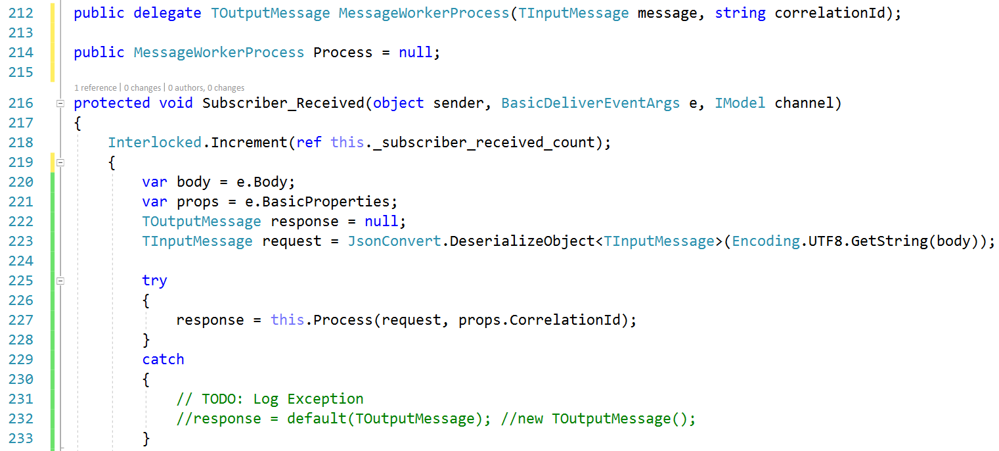 212 public delegate TOutputMessage MessageWorkerProcess(TInputMessage message, string correlationId);
213
214 public MessageWorkerProcess Process = null;
215
1 reference | 0 changes | 0 authors, 0 changes
216 protected void Subscriber_Received(object sender, BasicDeliverEventArgs e, IModel channel)
217 {
218     Interlocked.Increment(ref this._subscriber_received_count);
219     {
220         var body = e.Body;
221         var props = e.BasicProperties;
222         TOutputMessage response = null;
223         TInputMessage request = JsonConvert.DeserializeObject<TInputMessage>(Encoding.UTF8.GetString(body));
224
225         try
226         {
227             response = this.Process(request, props.CorrelationId);
228         }
229         catch
230         {
231             // TODO: Log Exception
232             //response = default(TOutputMessage); //new TOutputMessage();
233         }